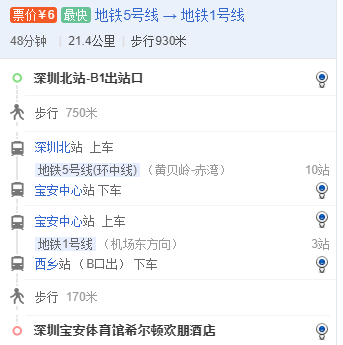 票价¥6 最快 地铁5号线 → 地铁1号线
48分钟 | 21.4公里 | 步行930米
深圳北站-B1出站口
步行 750米
深圳北站 上车
地铁5号线(环中线) （黄贝岭-赤湾） 10站
宝安中心站 下车
宝安中心站 上车
地铁1号线 （机场东方向） 3站
西乡站 （ B口出） 下车
步行 170米
深圳宝安体育馆希尔顿欢朋酒店